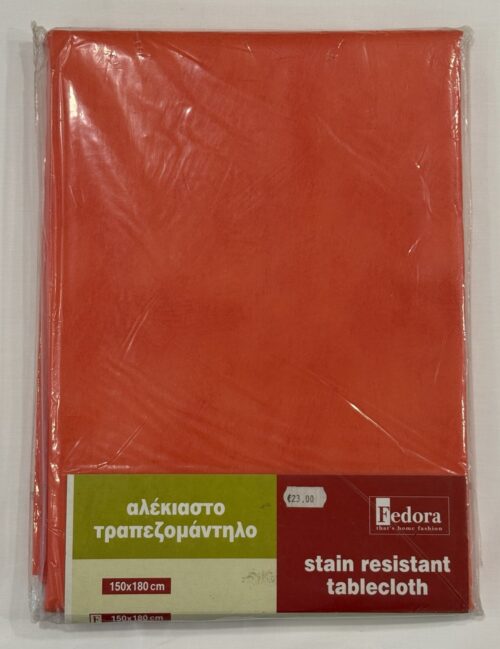 αλέκιαστο
τραπεζομάντηλο
150x180 cm
150x180 cm
€23,00
Fedora
that's home fashion
stain resistant
tablecloth